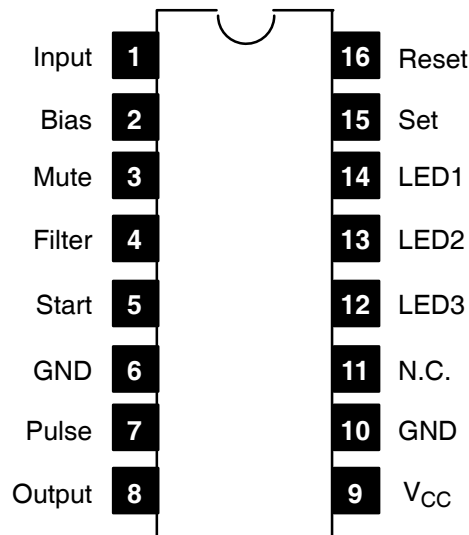 Input 1 16 Reset
Bias 2 15 Set
Mute 3 14 LED1
Filter 4 13 LED2
Start 5 12 LED3
GND 6 11 N.C.
Pulse 7 10 GND
Output 8 9 VCC